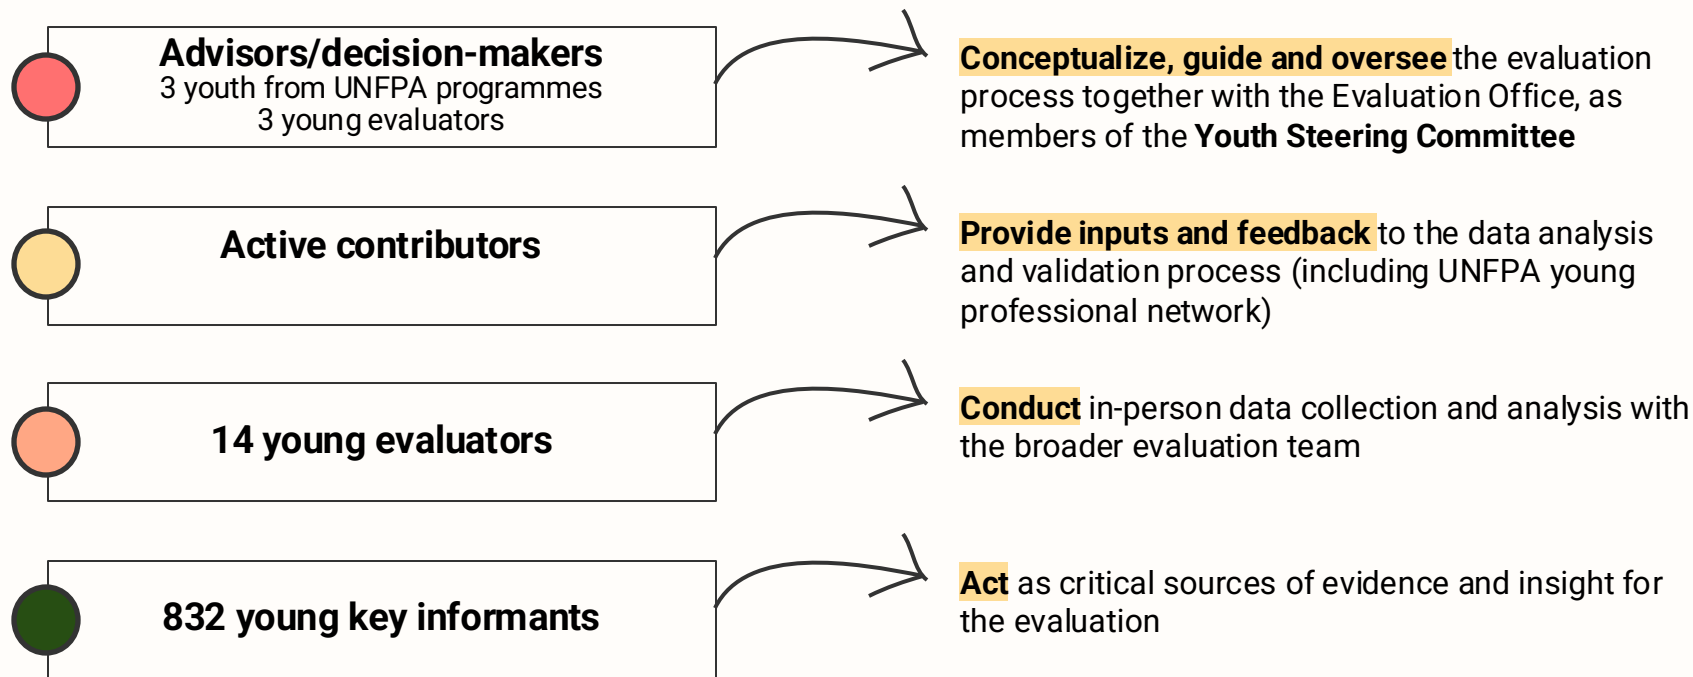 Advisors/decision-makers
3 youth from UNFPA programmes
3 young evaluators
Conceptualize, guide and oversee the evaluation
process together with the Evaluation Office, as
members of the Youth Steering Committee
Active contributors
Provide inputs and feedback to the data analysis
and validation process (including UNFPA young
professional network)
14 young evaluators
Conduct in-person data collection and analysis with
the broader evaluation team
832 young key informants
Act as critical sources of evidence and insight for
the evaluation